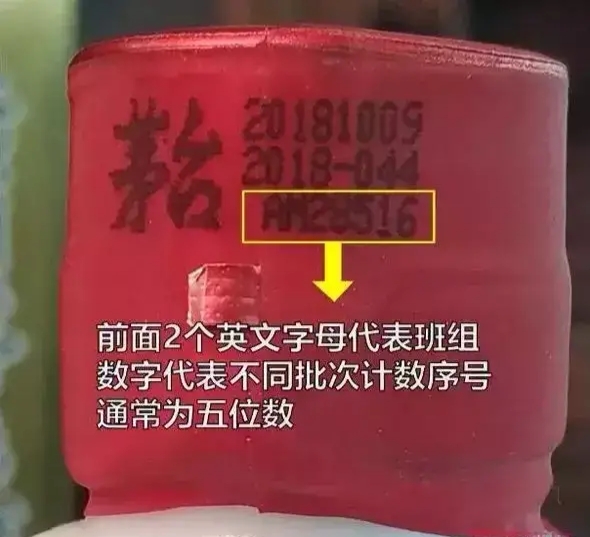 茅台
20181009
2018-044
AM28516
前面2个英文字母代表班组
数字代表不同批次计数序号
通常为五位数